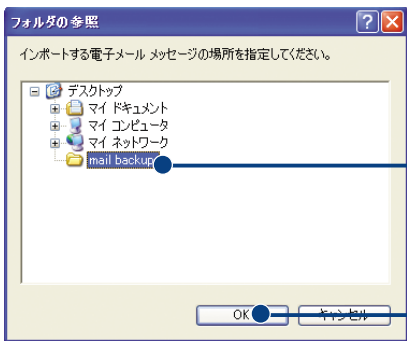 フォルダの参照
インポートする電子メール メッセージの場所を指定してください。
デスクトップ
マイ ドキュメント
マイ コンピュータ
マイ ネットワーク
mail backup
OK
キャンセル